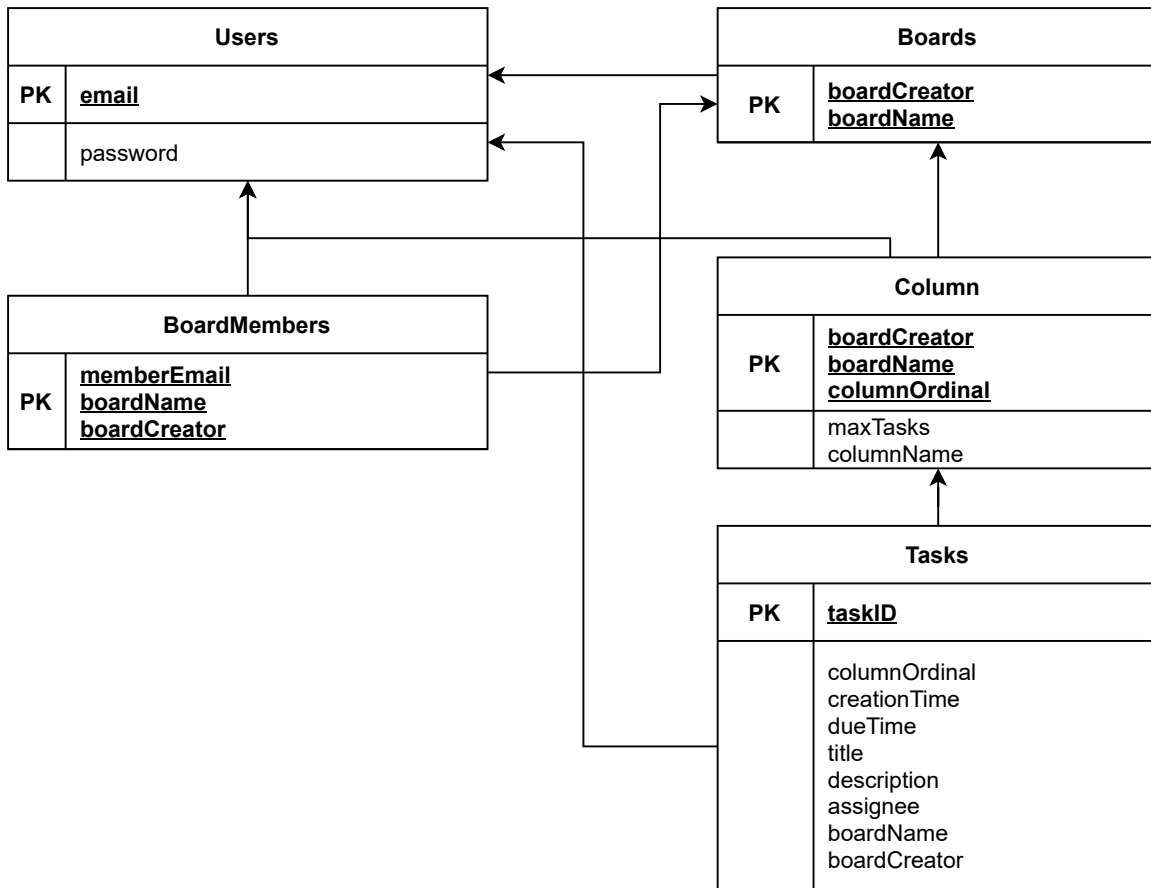 Users
PK
email
password
Boards
PK
boardCreator
boardName
BoardMembers
PK
memberEmail
boardName
boardCreator
Column
PK
boardCreator
boardName
columnOrdinal
maxTasks
columnName
Tasks
PK
taskID
columnOrdinal
creationTime
dueTime
title
description
assignee
boardName
boardCreator